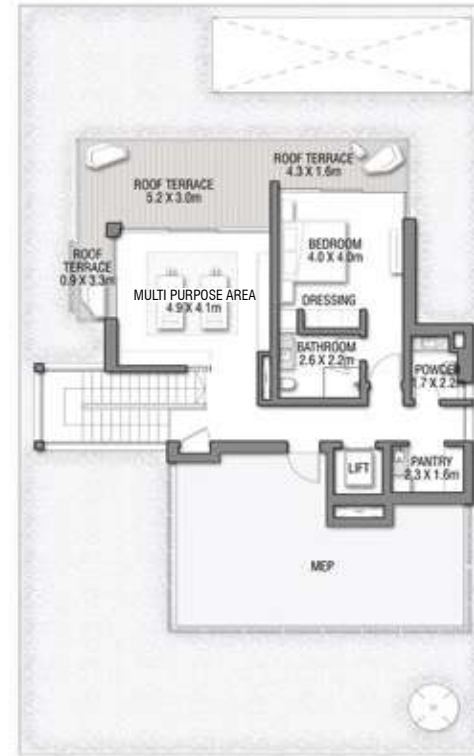 ROOF TERRACE
4.3 X 1.6m
ROOF TERRACE
5.2 X 3.0m
BEDROOM
4.0 X 4.0m
ROOF
TERRACE
0.9 X 3.3m
MULTI PURPOSE AREA
4.9 X 4.1m
DRESSING
BATHROOM
2.6 X 2.2m
POWDER
1.7 X 2.2m
LIFT
PANTRY
2.3 X 1.6m
MEP